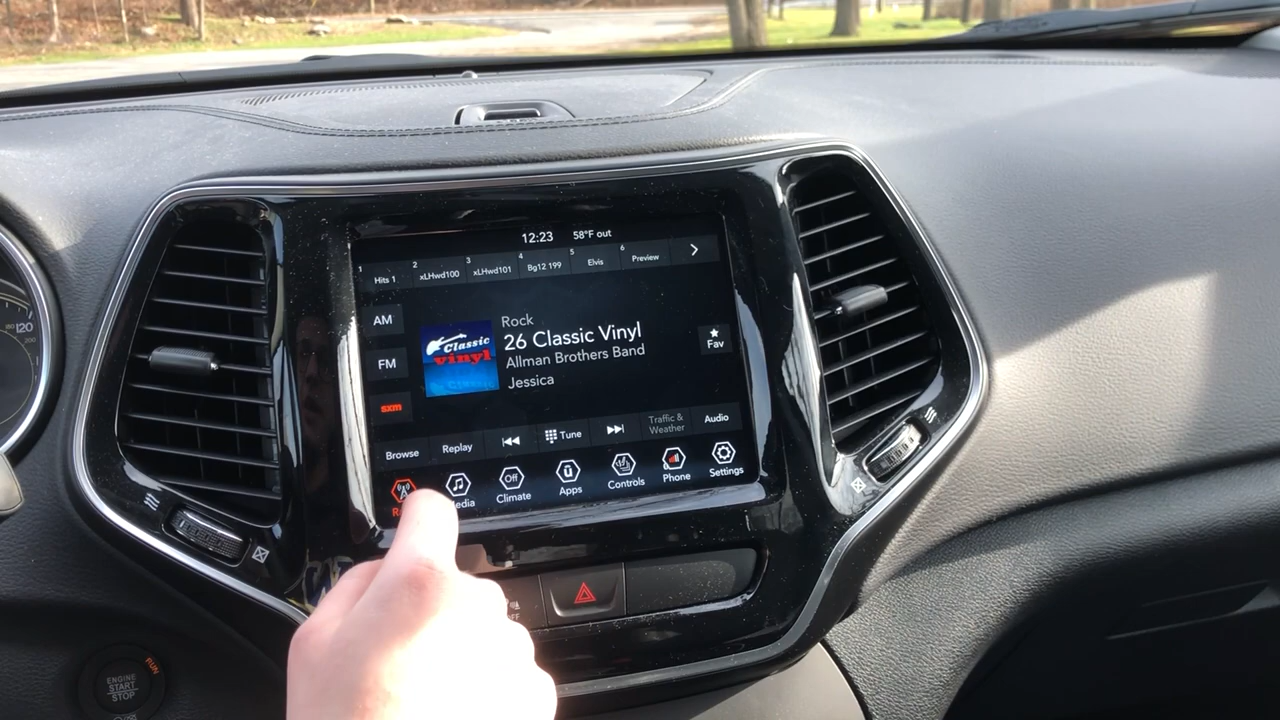 12:23 58°F out
1 Hits 1 2 xLHwd100 3 xLHwd101 4 Bg12 199 5 Elvis 6 Preview
AM
FM
sxm
Classic
vinyl
Rock
26 Classic Vinyl
Allman Brothers Band
Jessica
Fav
Browse Replay Tune Traffic & Weather Audio
Off
Climate Apps Controls Phone Settings
120
ENGINE
START
STOP
RUN
OFF